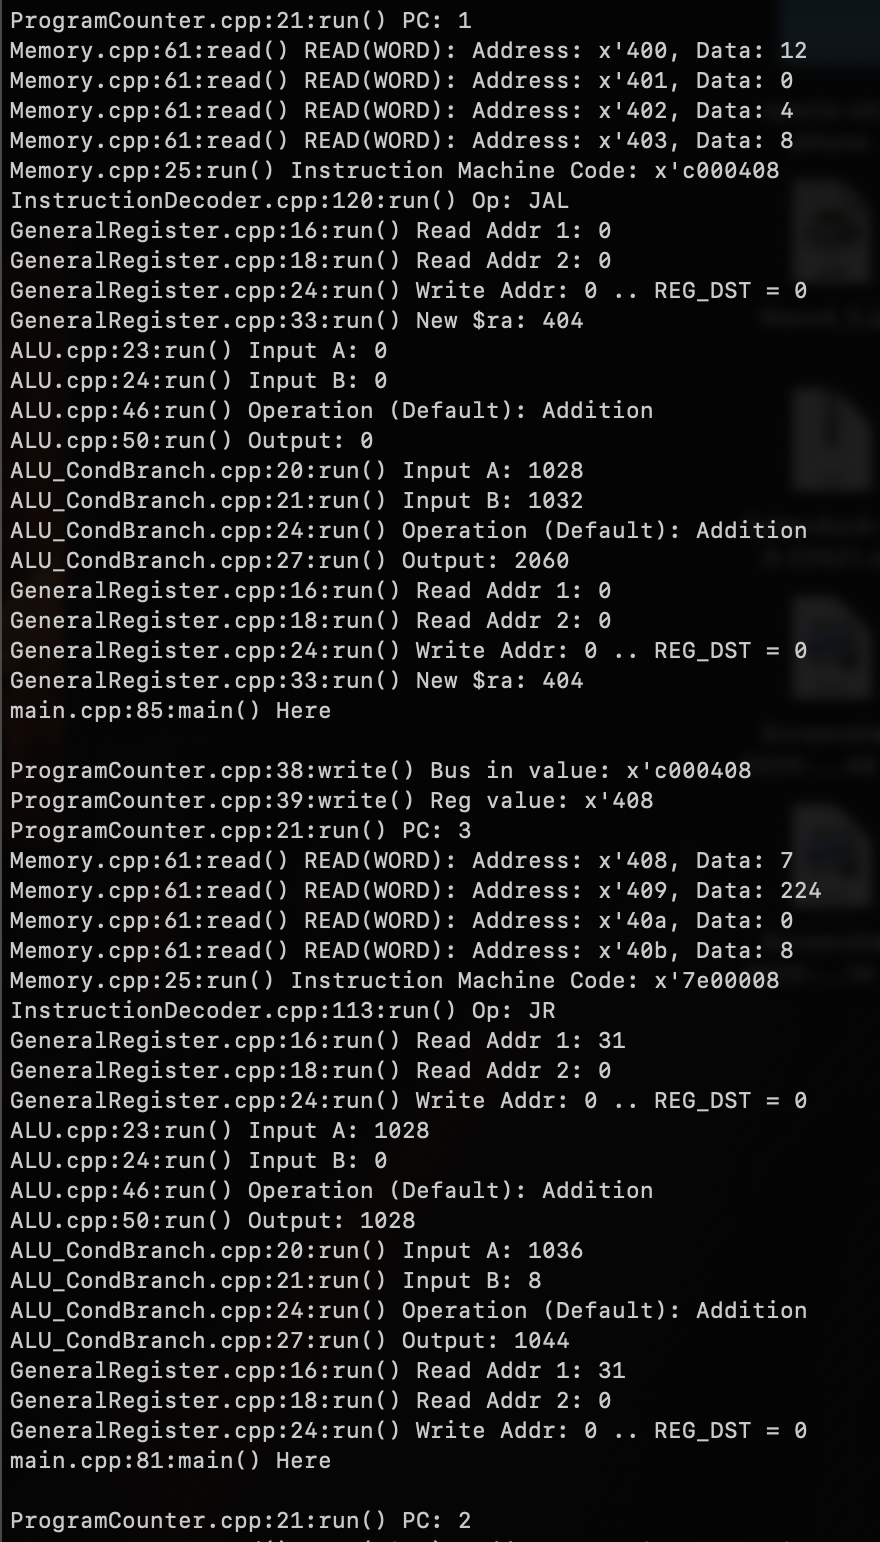 ProgramCounter.cpp:21:run() PC: 1
Memory.cpp:61:read() READ(WORD): Address: x'400, Data: 12
Memory.cpp:61:read() READ(WORD): Address: x'401, Data: 0
Memory.cpp:61:read() READ(WORD): Address: x'402, Data: 4
Memory.cpp:61:read() READ(WORD): Address: x'403, Data: 8
Memory.cpp:25:run() Instruction Machine Code: x'c000408
InstructionDecoder.cpp:120:run() Op: JAL
GeneralRegister.cpp:16:run() Read Addr 1: 0
GeneralRegister.cpp:18:run() Read Addr 2: 0
GeneralRegister.cpp:24:run() Write Addr: 0 .. REG_DST = 0
GeneralRegister.cpp:33:run() New $ra: 404
ALU.cpp:23:run() Input A: 0
ALU.cpp:24:run() Input B: 0
ALU.cpp:46:run() Operation (Default): Addition
ALU.cpp:50:run() Output: 0
ALU_CondBranch.cpp:20:run() Input A: 1028
ALU_CondBranch.cpp:21:run() Input B: 1032
ALU_CondBranch.cpp:24:run() Operation (Default): Addition
ALU_CondBranch.cpp:27:run() Output: 2060
GeneralRegister.cpp:16:run() Read Addr 1: 0
GeneralRegister.cpp:18:run() Read Addr 2: 0
GeneralRegister.cpp:24:run() Write Addr: 0 .. REG_DST = 0
GeneralRegister.cpp:33:run() New $ra: 404
main.cpp:85:main() Here
ProgramCounter.cpp:38:write() Bus in value: x'c000408
ProgramCounter.cpp:39:write() Reg value: x'408
ProgramCounter.cpp:21:run() PC: 3
Memory.cpp:61:read() READ(WORD): Address: x'408, Data: 7
Memory.cpp:61:read() READ(WORD): Address: x'409, Data: 224
Memory.cpp:61:read() READ(WORD): Address: x'40a, Data: 0
Memory.cpp:61:read() READ(WORD): Address: x'40b, Data: 8
Memory.cpp:25:run() Instruction Machine Code: x'7e00008
InstructionDecoder.cpp:113:run() Op: JR
GeneralRegister.cpp:16:run() Read Addr 1: 31
GeneralRegister.cpp:18:run() Read Addr 2: 0
GeneralRegister.cpp:24:run() Write Addr: 0 .. REG_DST = 0
ALU.cpp:23:run() Input A: 1028
ALU.cpp:24:run() Input B: 0
ALU.cpp:46:run() Operation (Default): Addition
ALU.cpp:50:run() Output: 1028
ALU_CondBranch.cpp:20:run() Input A: 1036
ALU_CondBranch.cpp:21:run() Input B: 8
ALU_CondBranch.cpp:24:run() Operation (Default): Addition
ALU_CondBranch.cpp:27:run() Output: 1044
GeneralRegister.cpp:16:run() Read Addr 1: 31
GeneralRegister.cpp:18:run() Read Addr 2: 0
GeneralRegister.cpp:24:run() Write Addr: 0 .. REG_DST = 0
main.cpp:81:main() Here
ProgramCounter.cpp:21:run() PC: 2